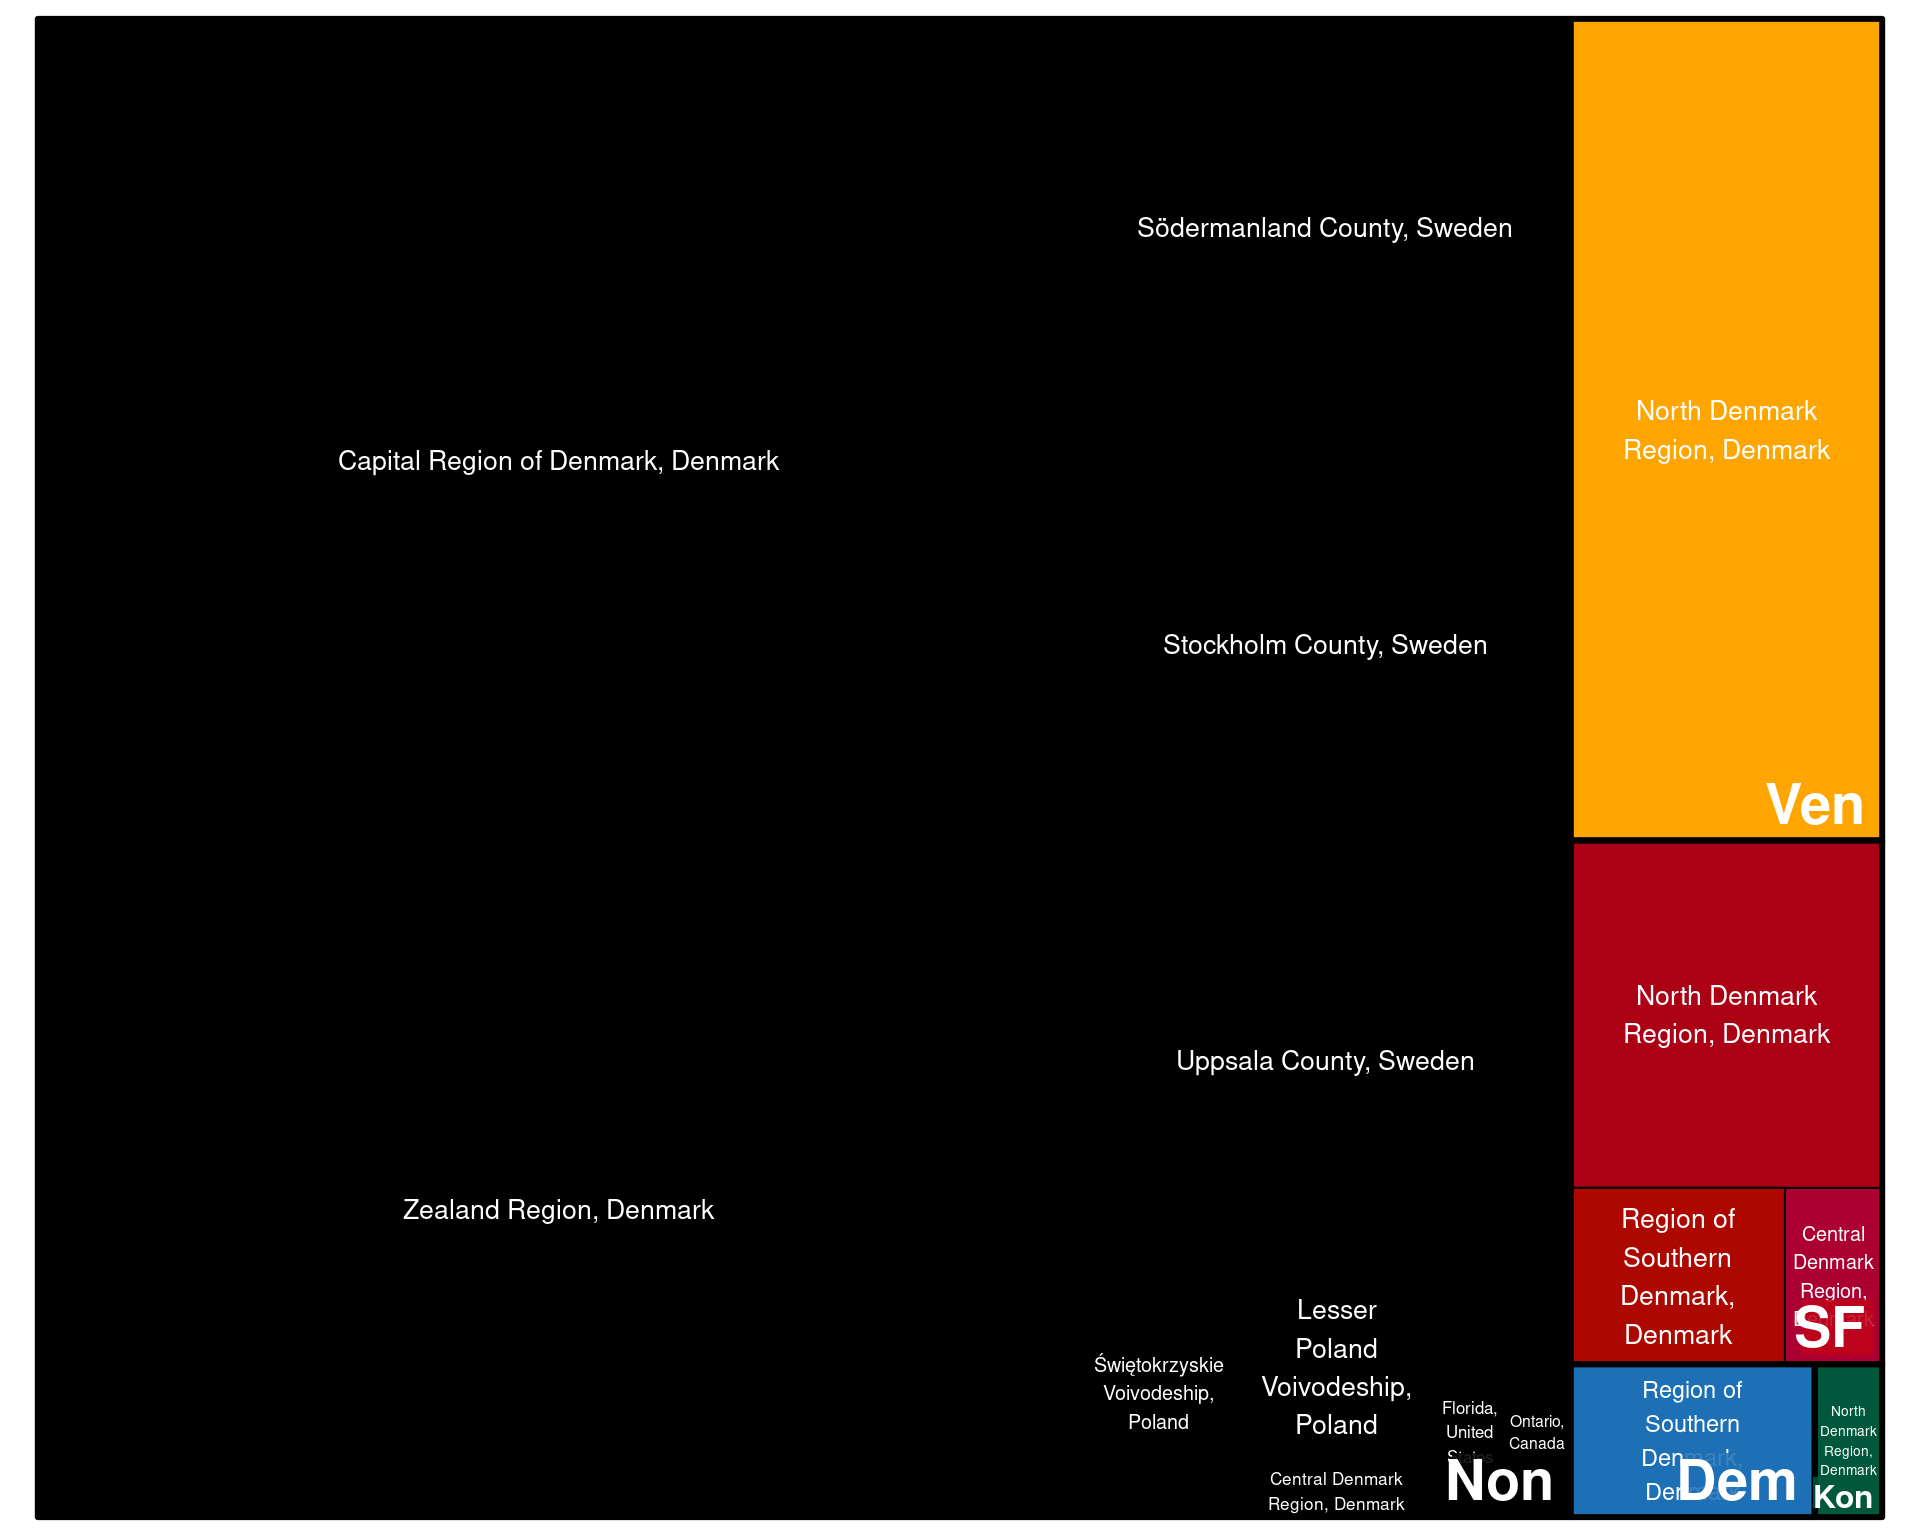 Capital Region of Denmark, Denmark
Zealand Region, Denmark
Södermanland County, Sweden
Stockholm County, Sweden
Uppsala County, Sweden
Świętokrzyskie
Voivodeship,
Poland
Lesser
Poland
Voivodeship,
Poland
Central Denmark
Region, Denmark
Florida,
United
States
Ontario,
Canada
Non
North Denmark
Region, Denmark
Ven
North Denmark
Region, Denmark
Region of
Southern
Denmark,
Denmark
Central
Denmark
Region,
Denmark
SF
Region of
Southern
Denmark,
Denmark
Dem
North
Denmark
Region,
Denmark
Kon